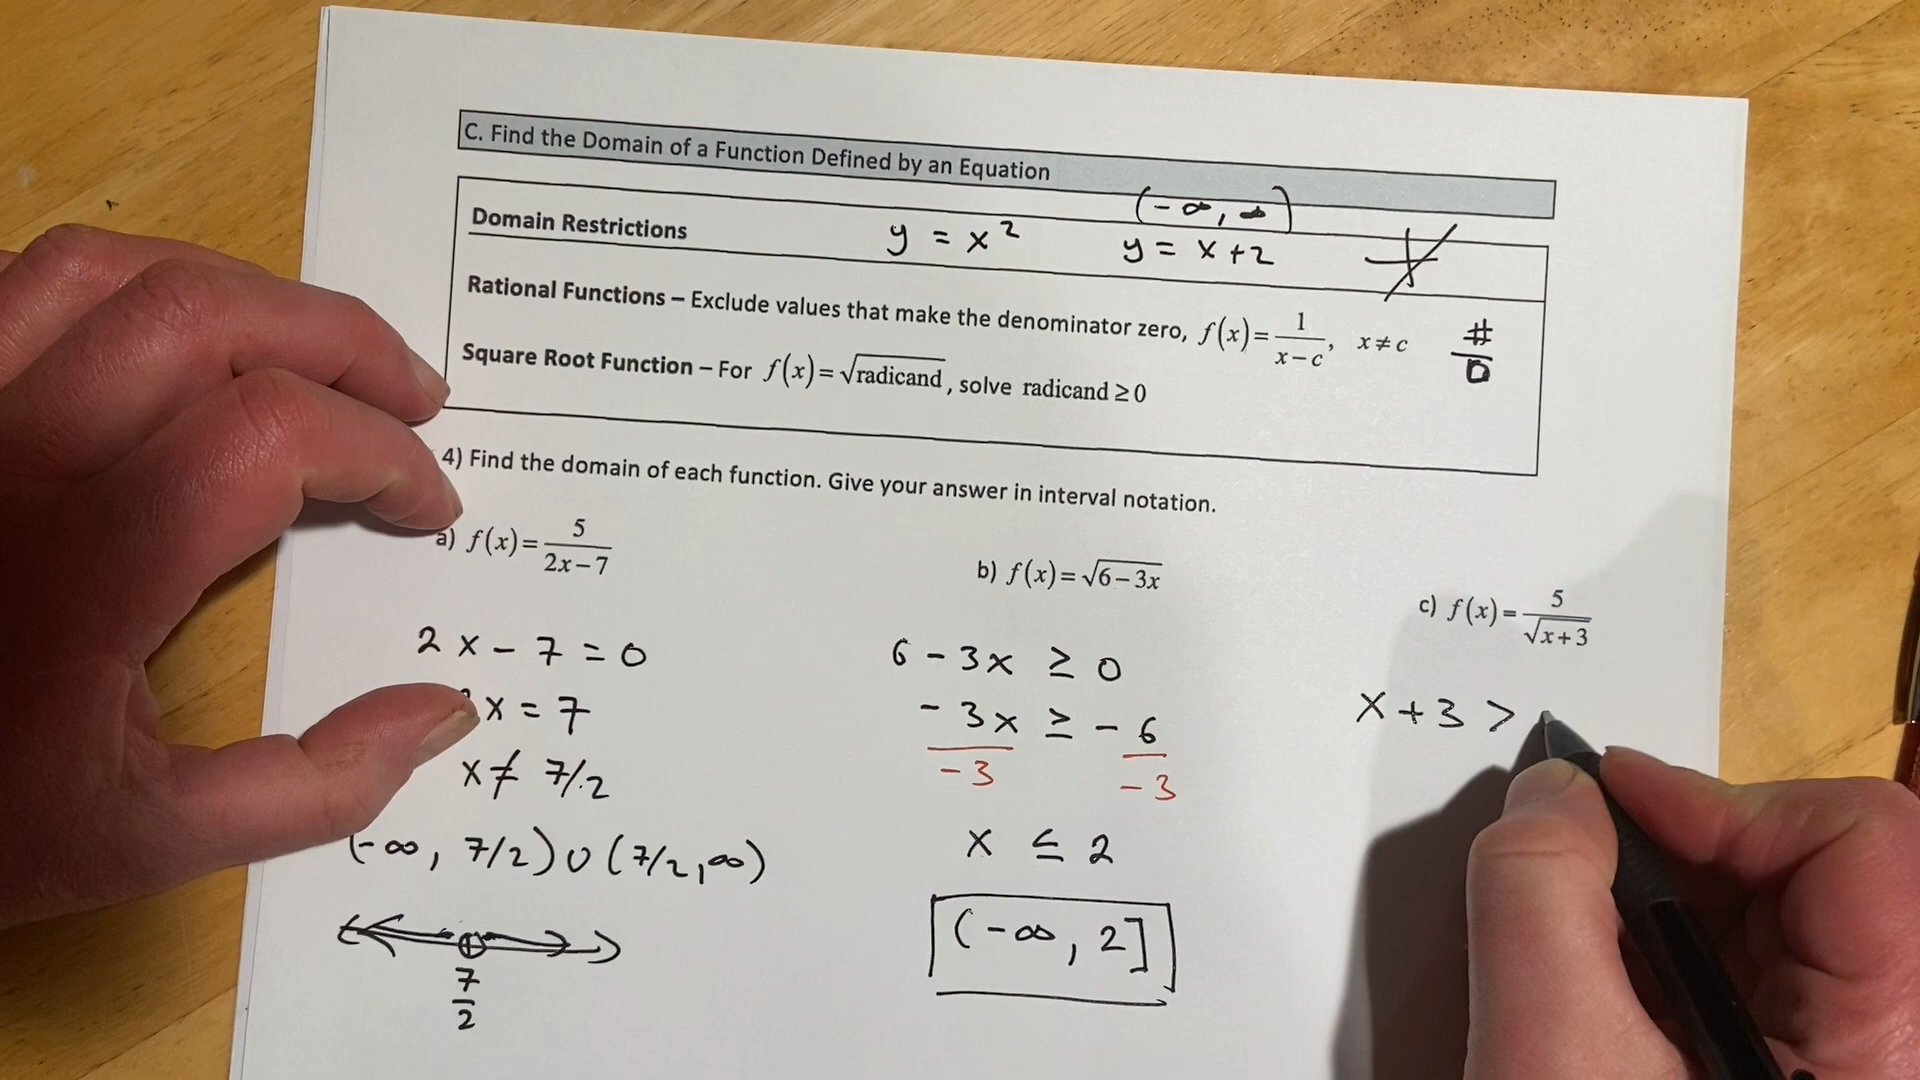 C. Find the Domain of a Function Defined by an Equation
(-∞, ∞)
Domain Restrictions y = x² y = x+2
Rational Functions – Exclude values that make the denominator zero, f(x)=1/(x−c), x≠c #/0
Square Root Function – For f(x)=√radicand, solve radicand ≥ 0
4) Find the domain of each function. Give your answer in interval notation.
a) f(x)=5/(2x−7)
2x - 7 = 0
x = 7
x ≠ 7/2
(-∞, 7/2) ∪ (7/2, ∞)
7/2
b) f(x)=√(6−3x)
6 - 3x ≥ 0
-3x ≥ -6
-3 -3
x ≤ 2
(-∞, 2]
c) f(x)=5/√(x+3)
x + 3 >